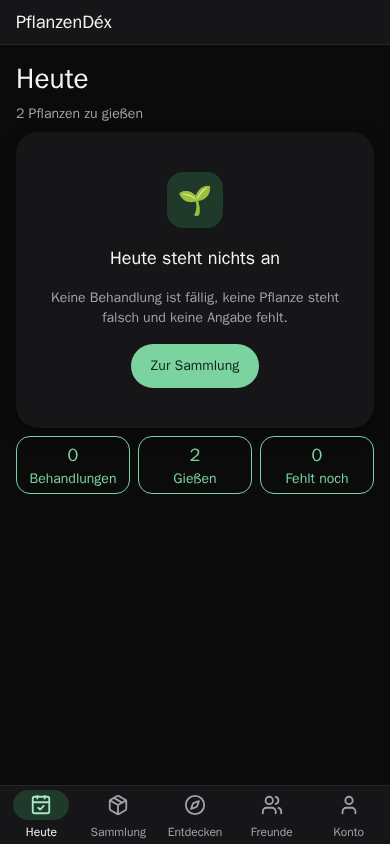 PflanzenDéx
Heute
2 Pflanzen zu gießen
Heute steht nichts an
Keine Behandlung ist fällig, keine Pflanze steht
falsch und keine Angabe fehlt.
Zur Sammlung
0
Behandlungen
2
Gießen
0
Fehlt noch
Heute
Sammlung
Entdecken
Freunde
Konto